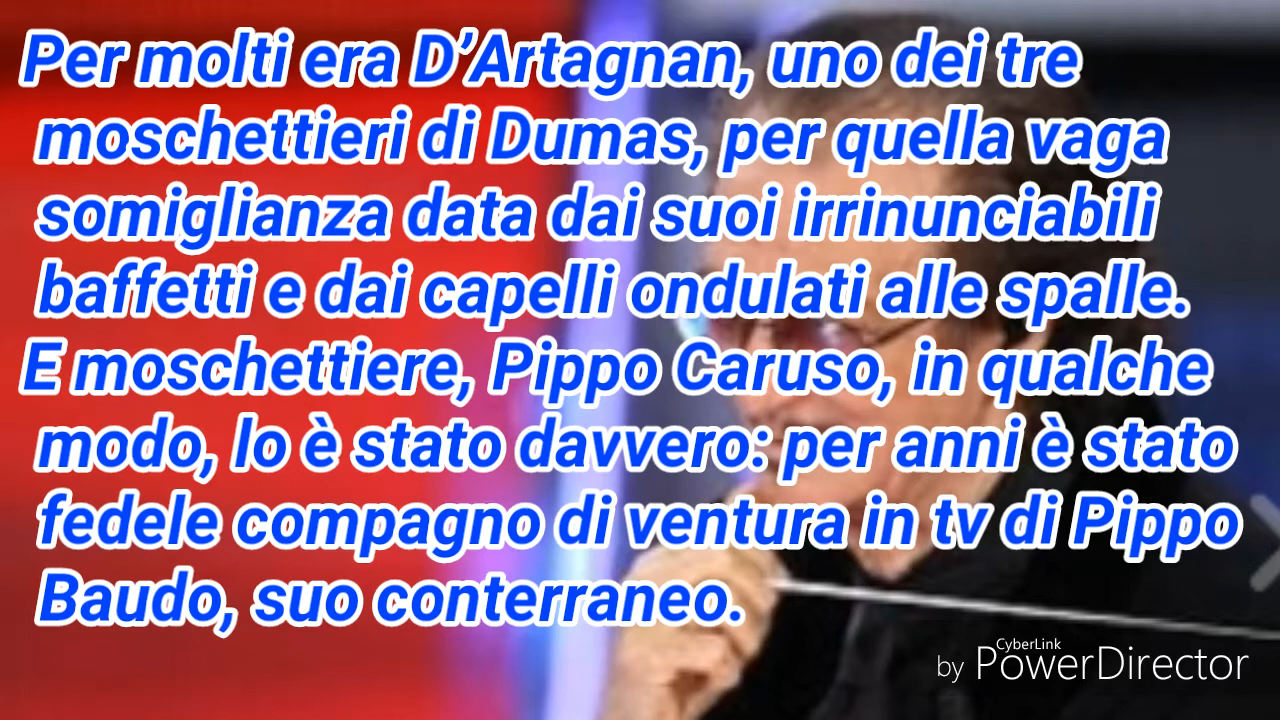 Per molti era D’Artagnan, uno dei tre
moschettieri di Dumas, per quella vaga
somiglianza data dai suoi irrinunciabili
baffetti e dai capelli ondulati alle spalle.
E moschettiere, Pippo Caruso, in qualche
modo, lo è stato davvero: per anni è stato
fedele compagno di ventura in tv di Pippo
Baudo, suo conterraneo.
CyberLink
by PowerDirector